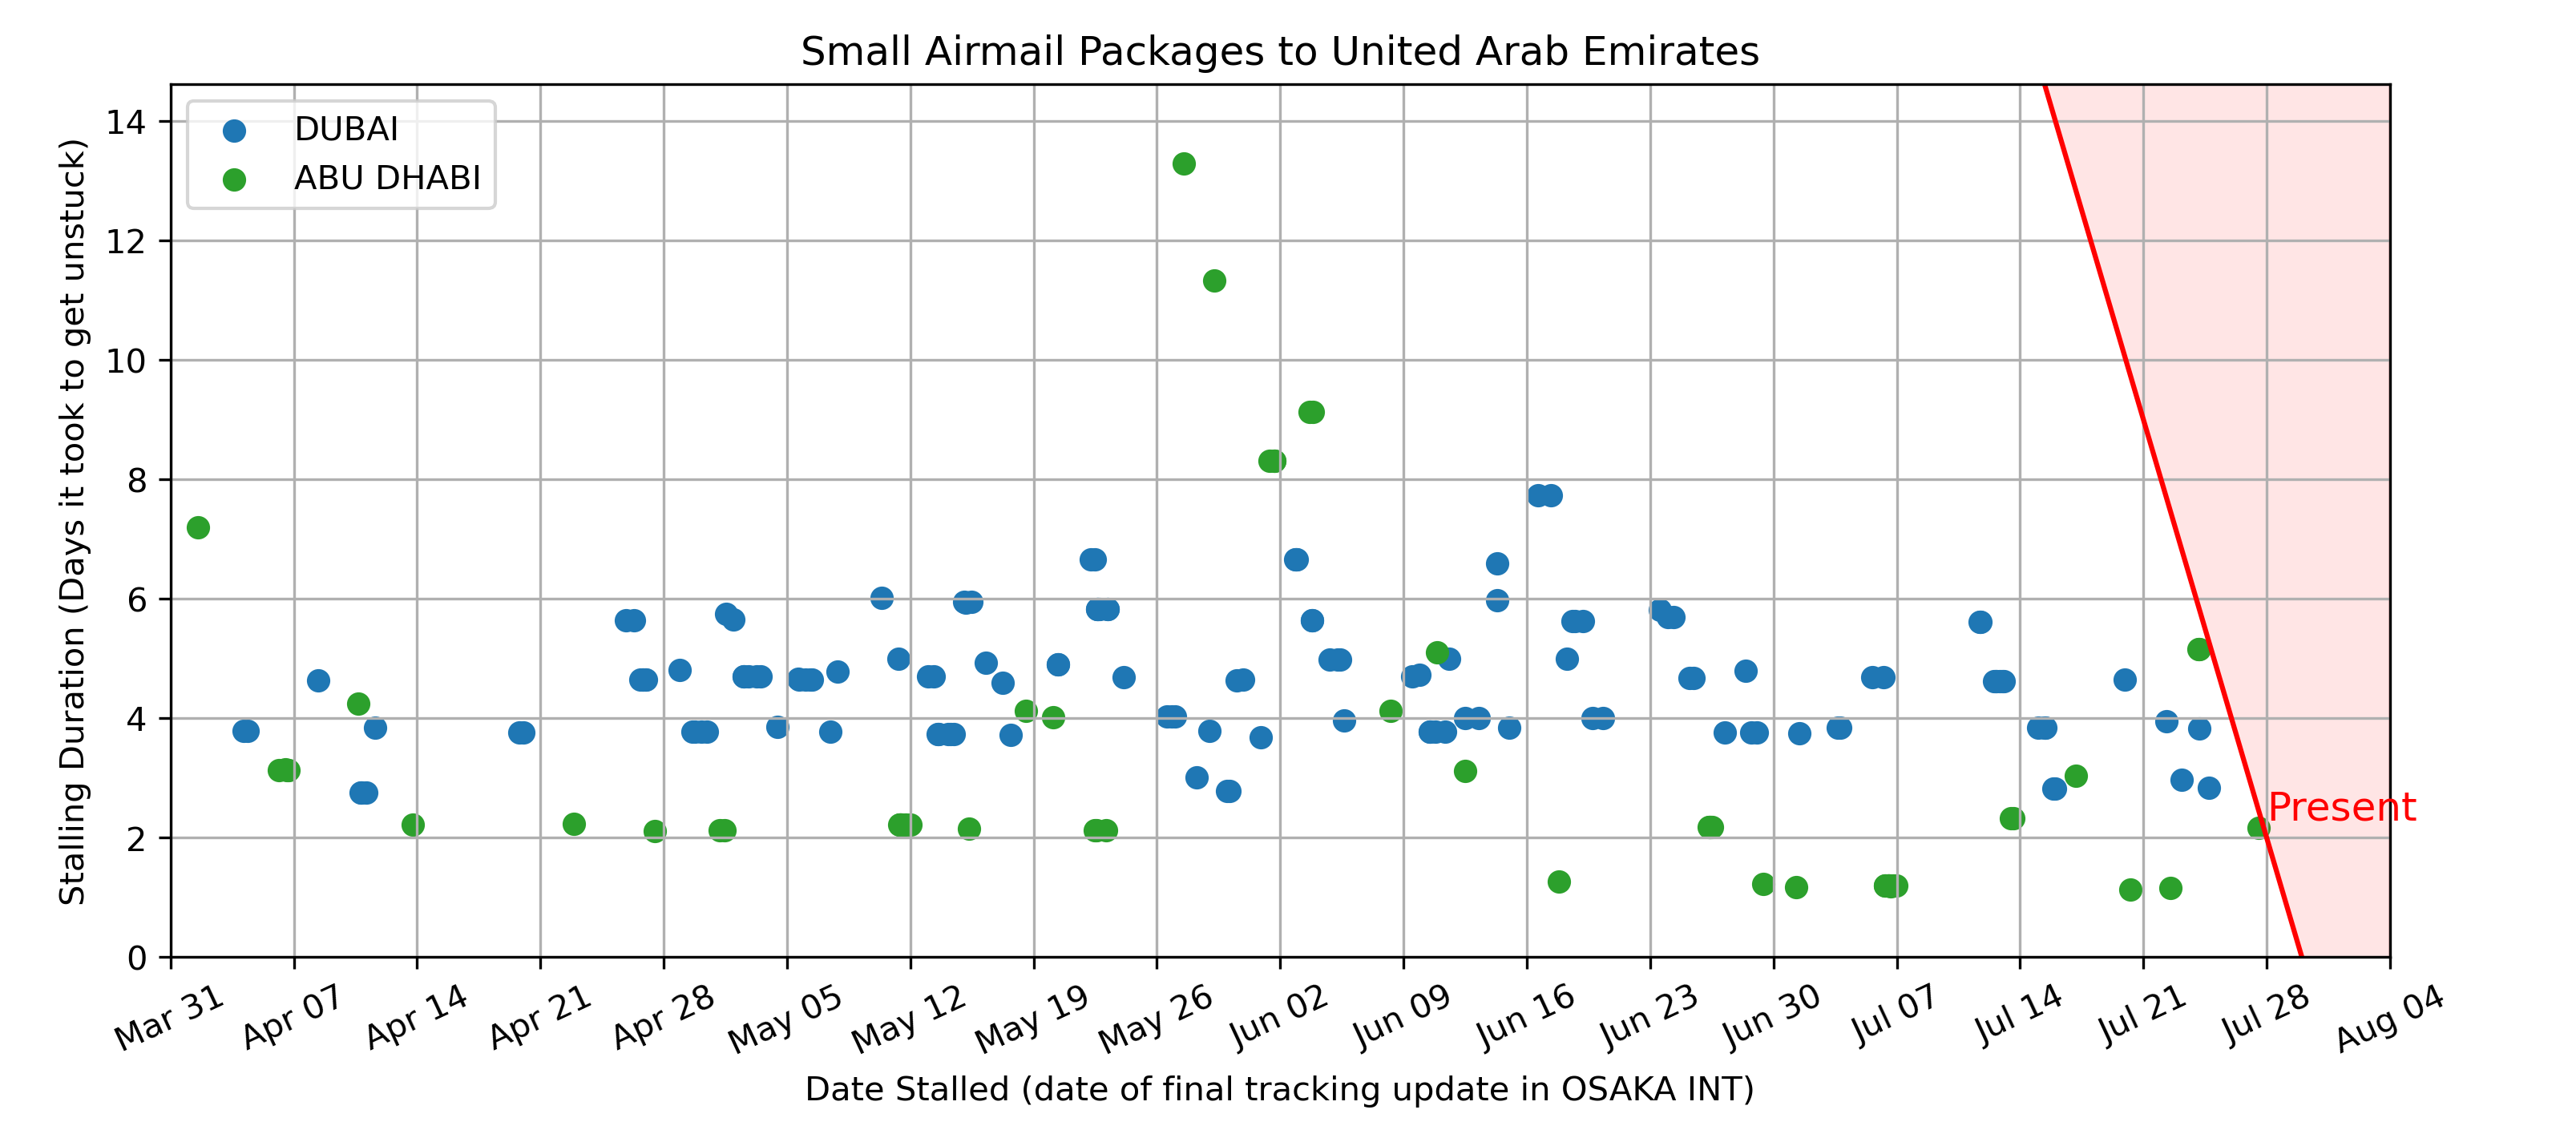 Small Airmail Packages to United Arab Emirates
DUBAI
ABU DHABI
Stalling Duration (Days it took to get unstuck)
14
12
10
8
6
4
2
0
Present
Mar 31
Apr 07
Apr 14
Apr 21
Apr 28
May 05
May 12
May 19
May 26
Jun 02
Jun 09
Jun 16
Jun 23
Jun 30
Jul 07
Jul 14
Jul 21
Jul 28
Aug 04
Date Stalled (date of final tracking update in OSAKA INT)